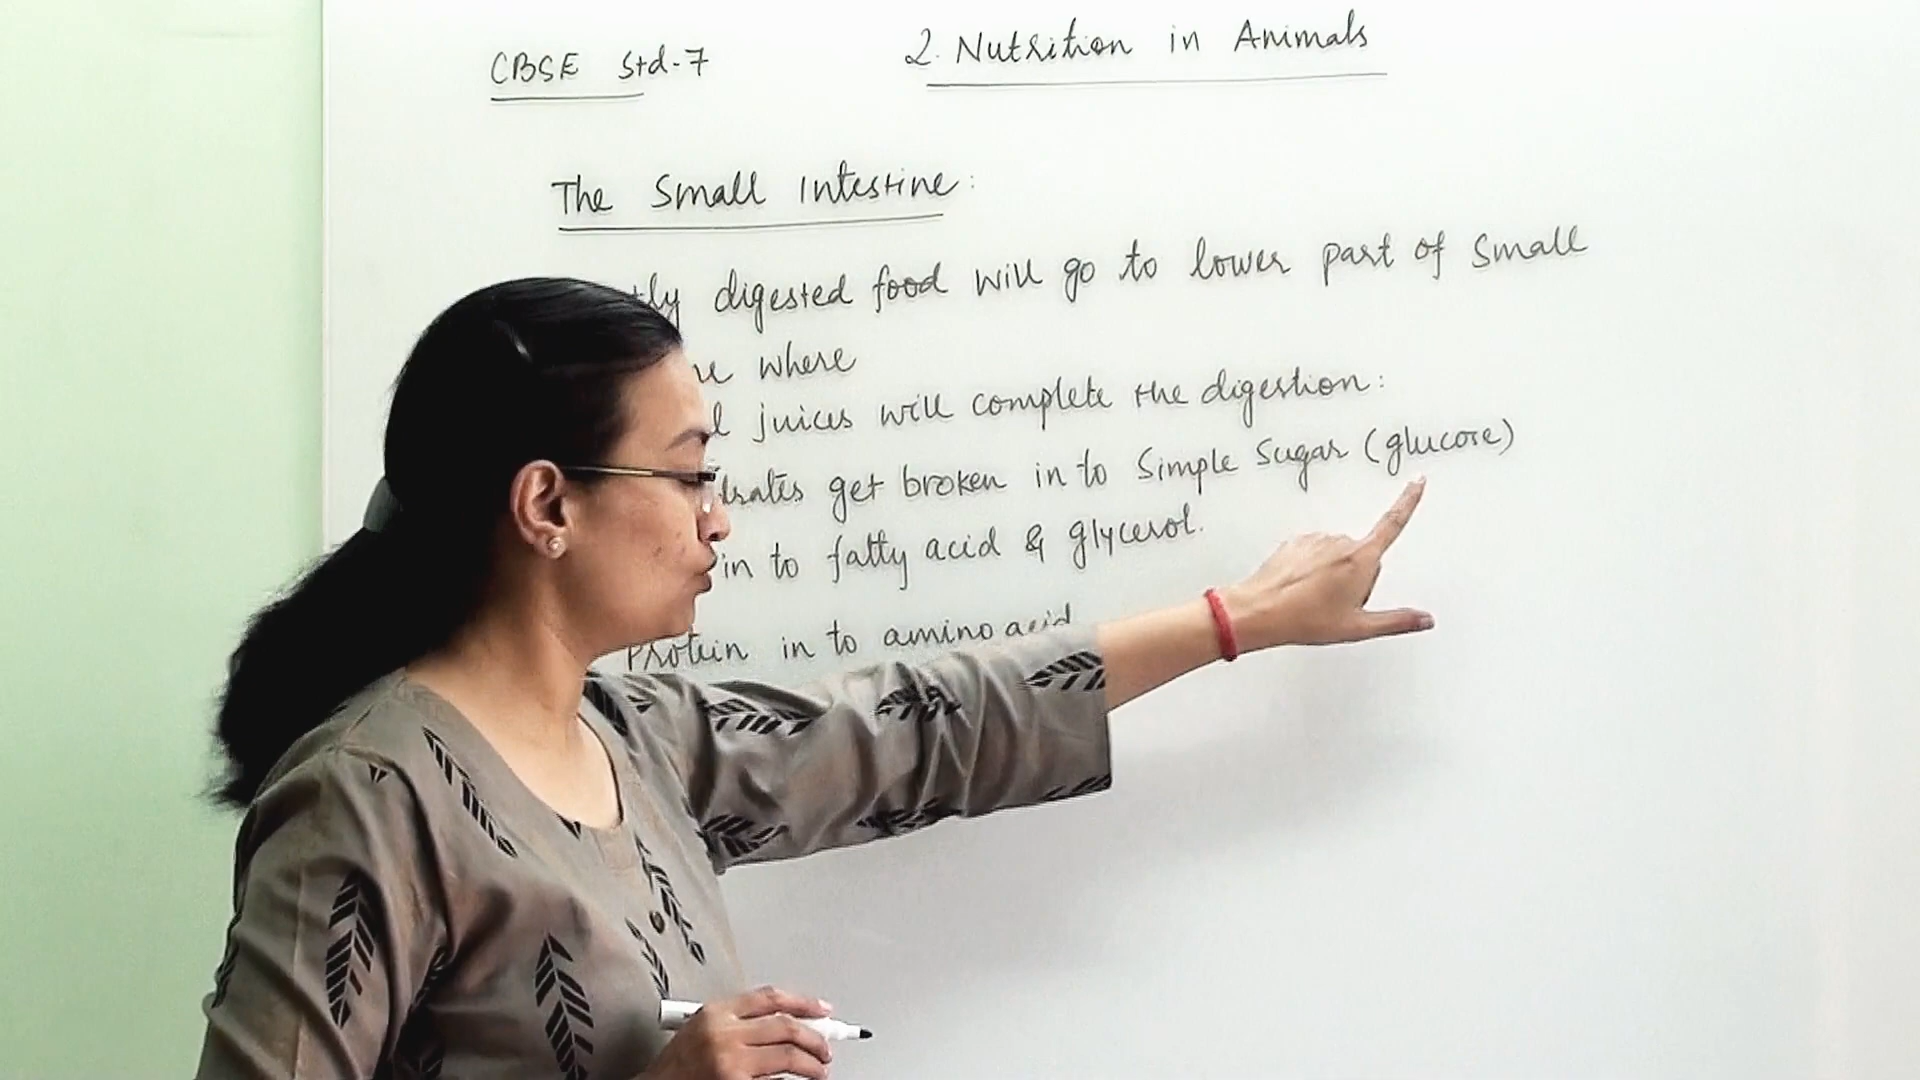 CBSE Std-7
2. Nutrition in Animals
The Small Intestine:
digested food will go to lower part of small
where
juices will complete the digestion:
get broken in to Simple Sugar (glucose)
in to fatty acid & glycerol.
Protein in to amino acid